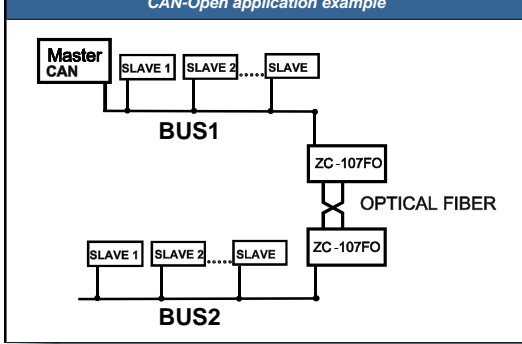 CAN-Open application example
Master
CAN
SLAVE 1 SLAVE 2 ..... SLAVE
BUS1
ZC-107FO
OPTICAL FIBER
ZC-107FO
SLAVE 1 SLAVE 2 ..... SLAVE
BUS2